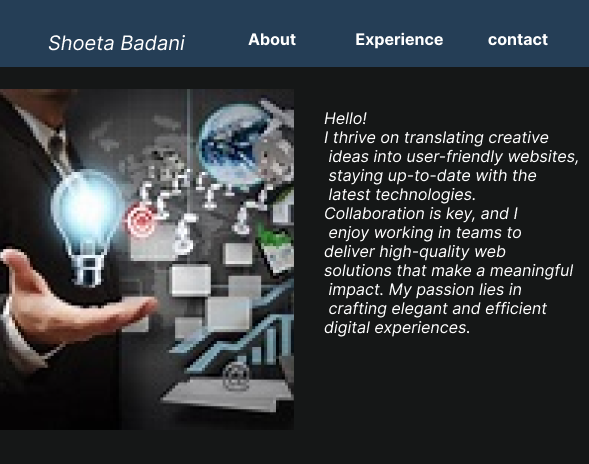 Shoeta Badani
About
Experience
contact
Hello!
I thrive on translating creative
ideas into user-friendly websites,
staying up-to-date with the
latest technologies.
Collaboration is key, and I
enjoy working in teams to
deliver high-quality web
solutions that make a meaningful
impact. My passion lies in
crafting elegant and efficient
digital experiences.
@